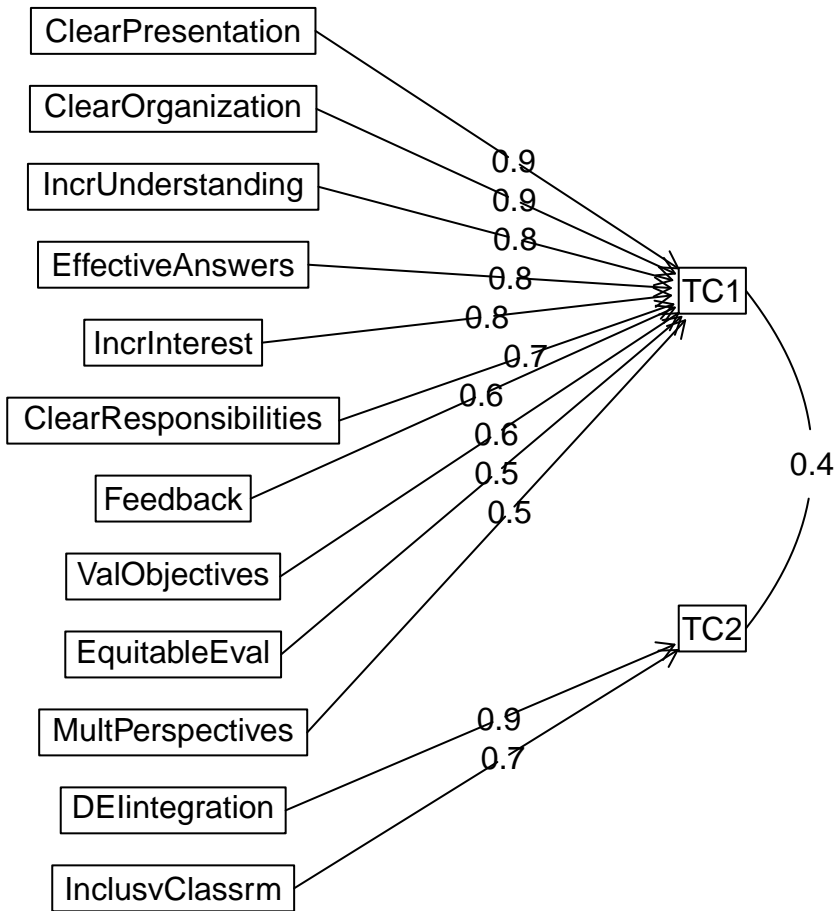 ClearPresentation
ClearOrganization
IncrUnderstanding
EffectiveAnswers
IncrInterest
ClearResponsibilities
Feedback
ValObjectives
EquitableEval
MultPerspectives
DEIintegration
InclusvClassrm
0.9
0.9
0.8
0.8
0.8
0.7
0.6
0.6
0.5
0.5
0.9
0.7
TC1
TC2
0.4